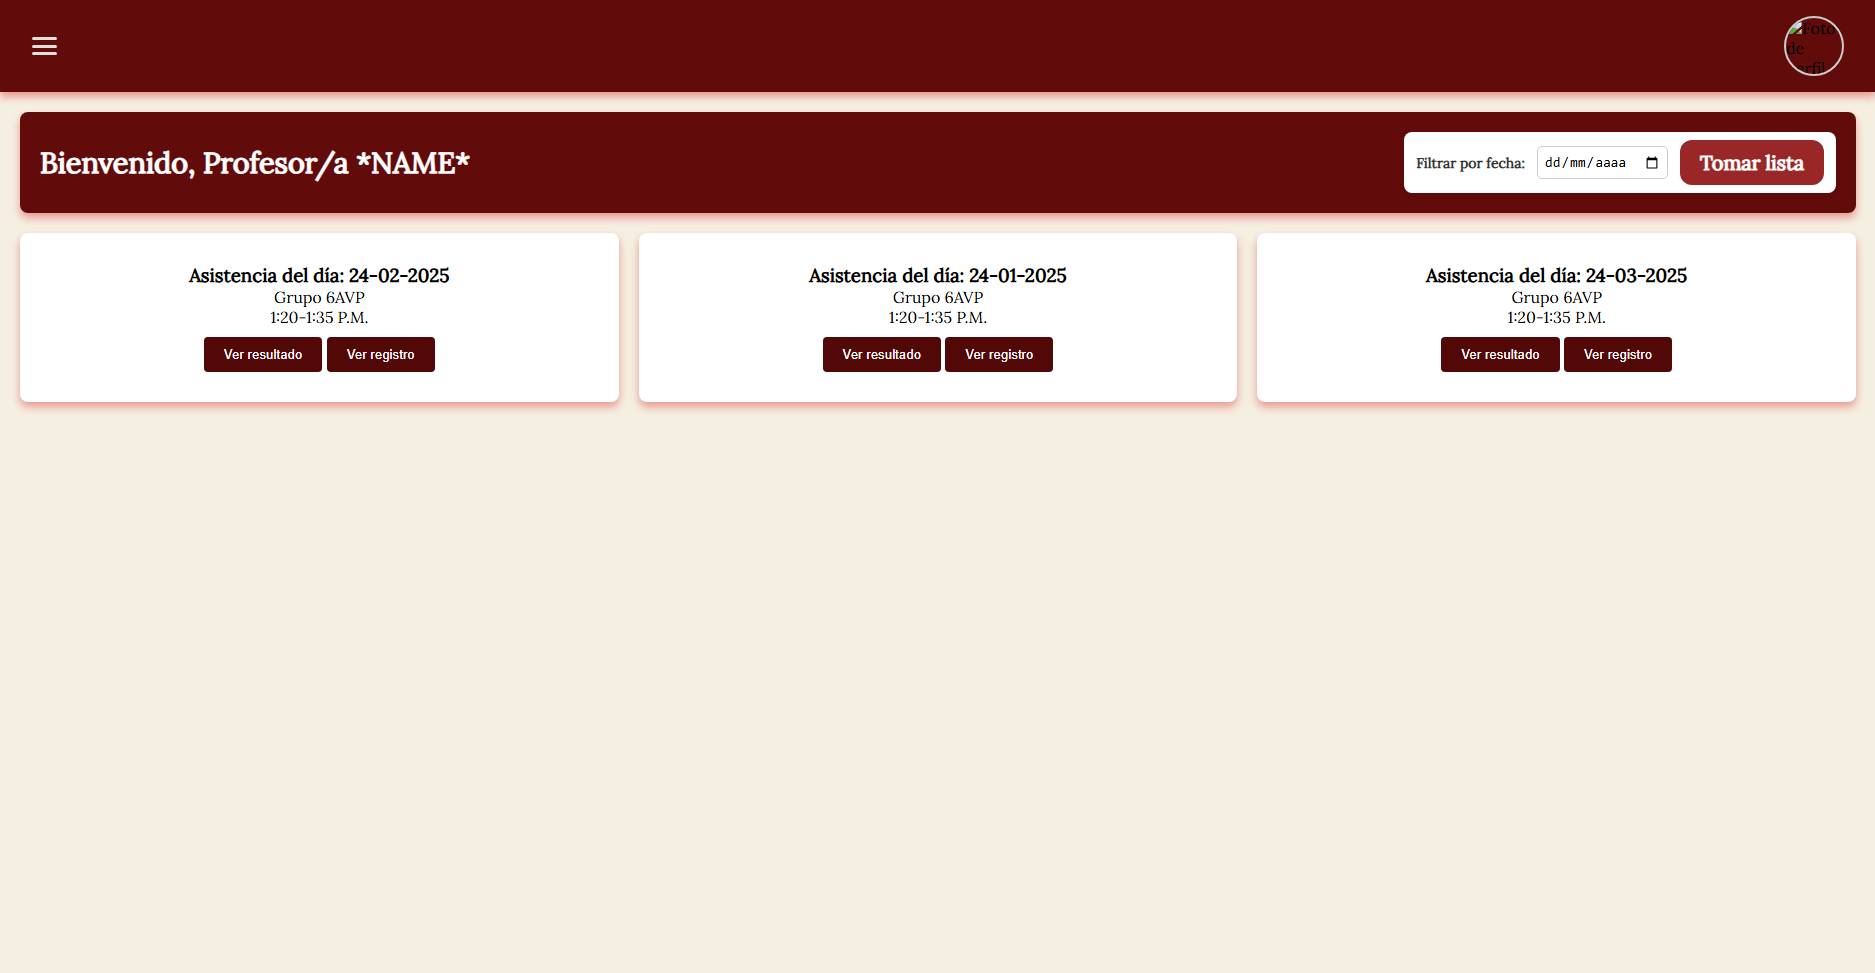 Foto
de
Bienvenido, Profesor/a *NAME*
Filtrar por fecha: dd/mm/aaaa Tomar lista
Asistencia del día: 24-02-2025
Grupo 6AVP
1:20-1:35 P.M.
Ver resultado Ver registro
Asistencia del día: 24-01-2025
Grupo 6AVP
1:20-1:35 P.M.
Ver resultado Ver registro
Asistencia del día: 24-03-2025
Grupo 6AVP
1:20-1:35 P.M.
Ver resultado Ver registro